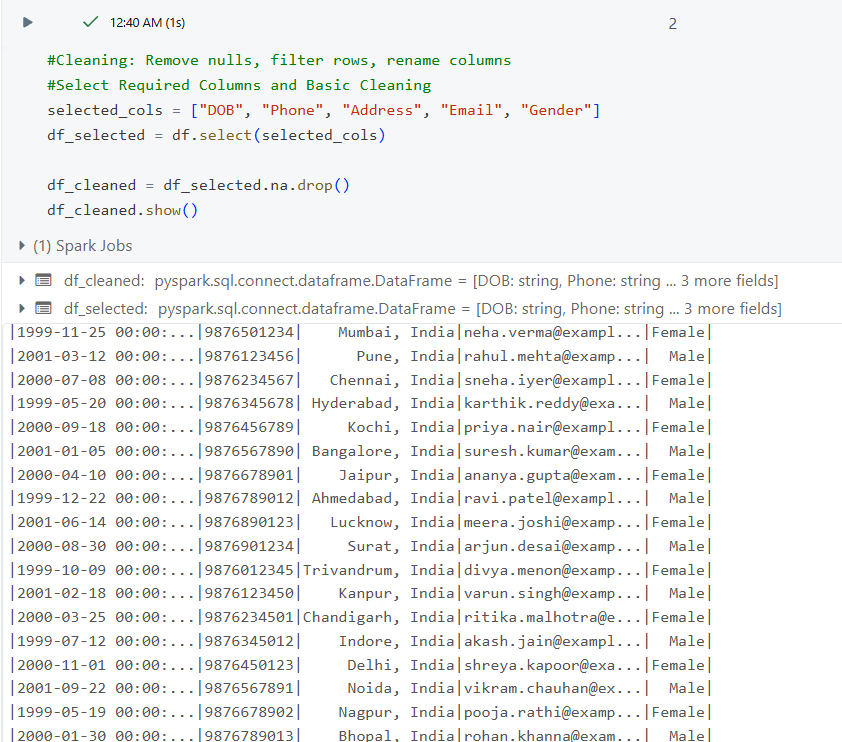 12:40 AM (1s)
2
#Cleaning: Remove nulls, filter rows, rename columns
#Select Required Columns and Basic Cleaning
selected_cols = ["DOB", "Phone", "Address", "Email", "Gender"]
df_selected = df.select(selected_cols)
df_cleaned = df_selected.na.drop()
df_cleaned.show()
(1) Spark Jobs
df_cleaned: pyspark.sql.connect.dataframe.DataFrame = [DOB: string, Phone: string ... 3 more fields]
df_selected: pyspark.sql.connect.dataframe.DataFrame = [DOB: string, Phone: string ... 3 more fields]
|1999-11-25 00:00:...|9876501234|    Mumbai, India|neha.verma@exampl...|Female|
|2001-03-12 00:00:...|9876123456|      Pune, India|rahul.mehta@examp...|  Male|
|2000-07-08 00:00:...|9876234567|   Chennai, India|sneha.iyer@exampl...|Female|
|1999-05-20 00:00:...|9876345678| Hyderabad, India|karthik.reddy@exa...|  Male|
|2000-09-18 00:00:...|9876456789|     Kochi, India|priya.nair@exampl...|Female|
|2001-01-05 00:00:...|9876567890| Bangalore, India|suresh.kumar@exam...|  Male|
|2000-04-10 00:00:...|9876678901|    Jaipur, India|ananya.gupta@exam...|Female|
|1999-12-22 00:00:...|9876789012| Ahmedabad, India|ravi.patel@exampl...|  Male|
|2001-06-14 00:00:...|9876890123|   Lucknow, India|meera.joshi@examp...|Female|
|2000-08-30 00:00:...|9876901234|     Surat, India|arjun.desai@examp...|  Male|
|1999-10-09 00:00:...|9876012345|Trivandrum, India|divya.menon@examp...|Female|
|2001-02-18 00:00:...|9876123450|    Kanpur, India|varun.singh@examp...|  Male|
|2000-03-25 00:00:...|9876234501|Chandigarh, India|ritika.malhotra@e...|Female|
|1999-07-12 00:00:...|9876345012|    Indore, India|akash.jain@exampl...|  Male|
|2000-11-01 00:00:...|9876450123|     Delhi, India|shreya.kapoor@exa...|Female|
|2001-09-22 00:00:...|9876567891|     Noida, India|vikram.chauhan@ex...|  Male|
|1999-05-19 00:00:...|9876678902|    Nagpur, India|pooja.rathi@examp...|Female|
|2000-01-30 00:00:...|9876789013|    Bhopal, India|rohan.khanna@exam...|  Male|